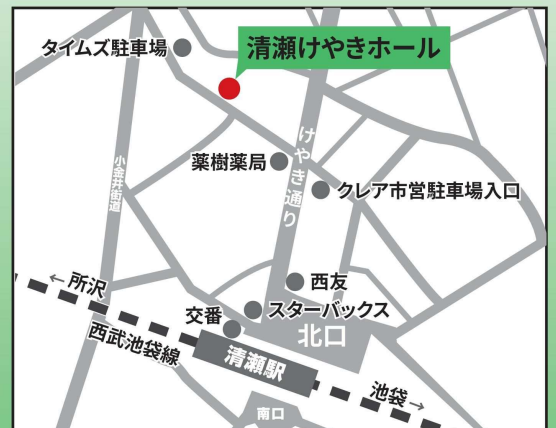 タイムズ駐車場
清瀬けやきホール
薬樹薬局
けやき通り
クレア市営駐車場入口
小金井街道
←所沢
西友
スターバックス
交番
北口
西武池袋線
清瀬駅
池袋→
南口